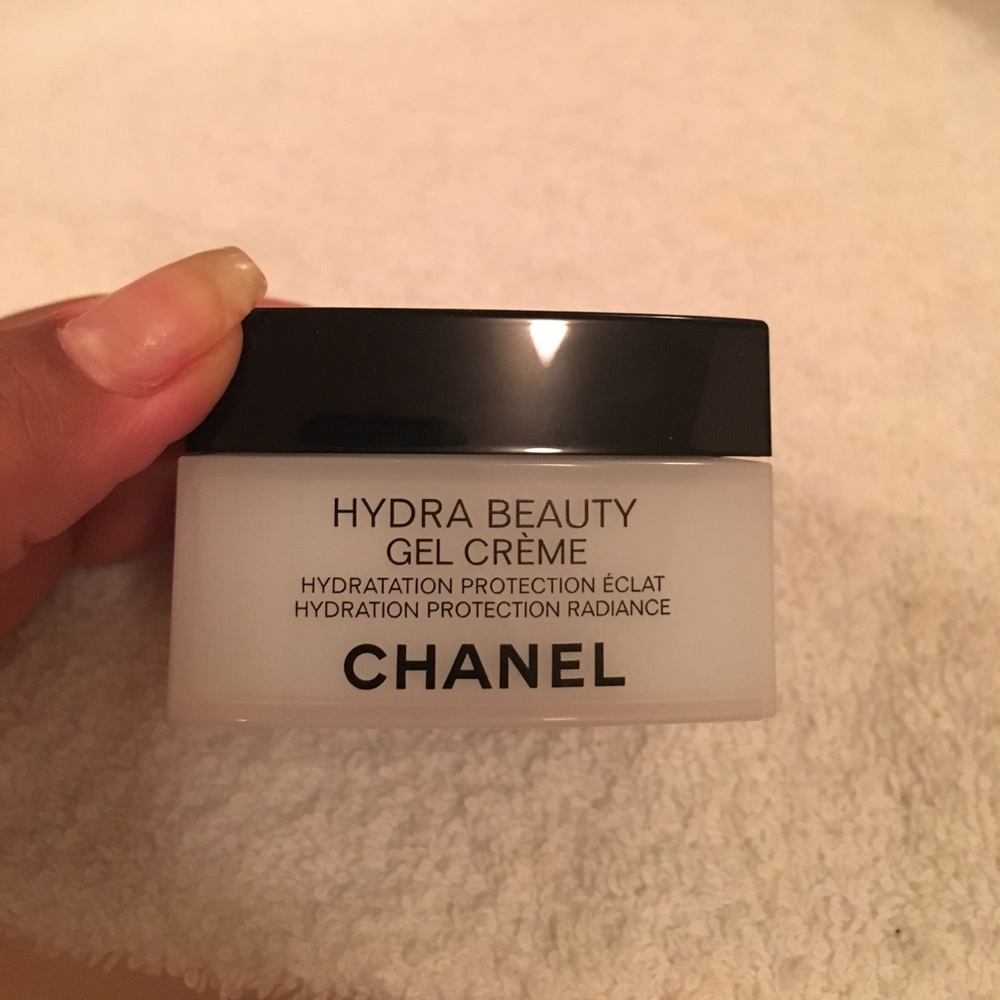 HYDRA BEAUTY
GEL CRÈME
HYDRATATION PROTECTION ÉCLAT
HYDRATION PROTECTION RADIANCE
CHANEL